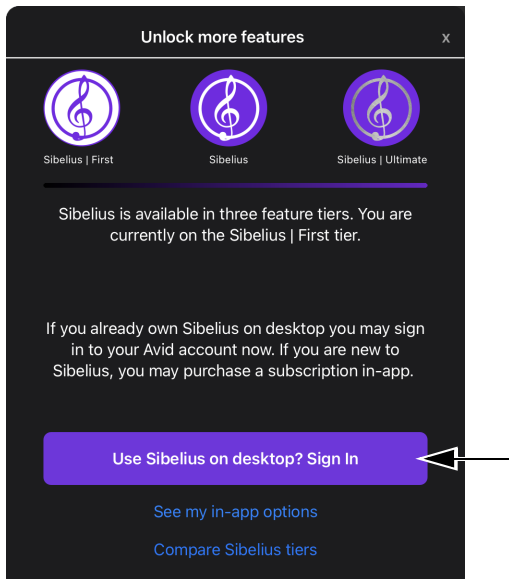 Unlock more features
x
Sibelius | First
Sibelius
Sibelius | Ultimate
Sibelius is available in three feature tiers. You are
currently on the Sibelius | First tier.
If you already own Sibelius on desktop you may sign
in to your Avid account now. If you are new to
Sibelius, you may purchase a subscription in-app.
Use Sibelius on desktop? Sign In
See my in-app options
Compare Sibelius tiers